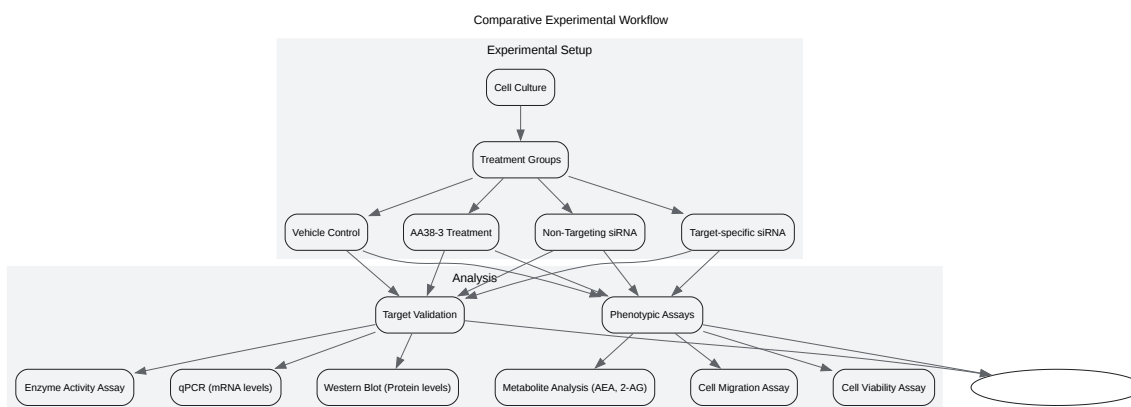 Comparative Experimental Workflow
Experimental Setup
Cell Culture
Treatment Groups
Vehicle Control
AA38-3 Treatment
Non-Targeting siRNA
Target-specific siRNA
Analysis
Target Validation
Phenotypic Assays
Enzyme Activity Assay
qPCR (mRNA levels)
Western Blot (Protein levels)
Metabolite Analysis (AEA, 2-AG)
Cell Migration Assay
Cell Viability Assay